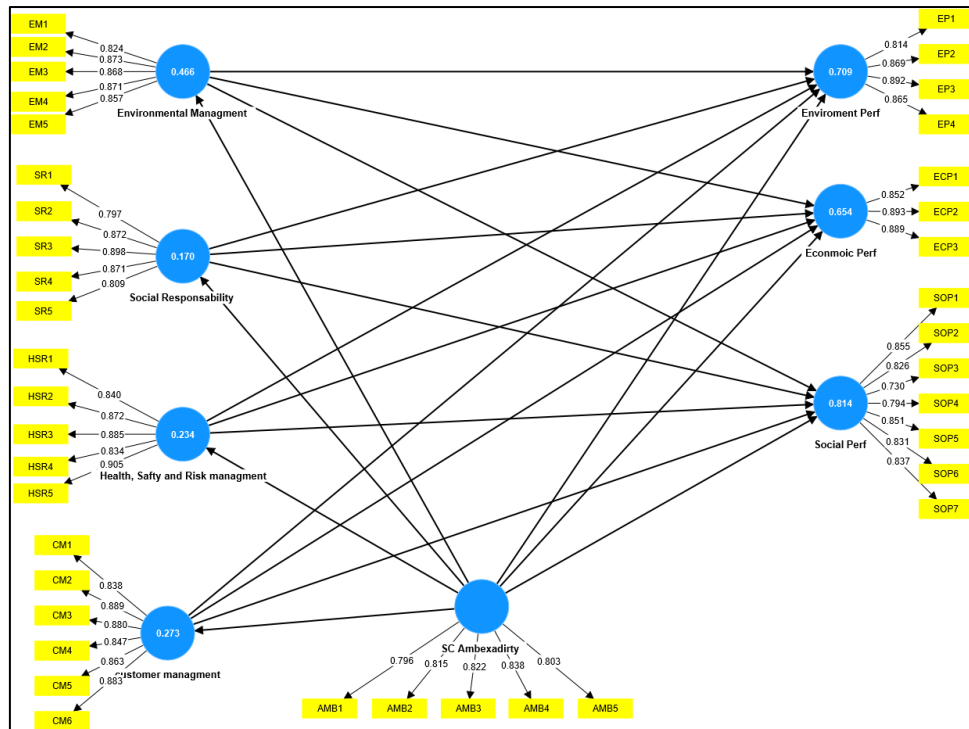 EM1
EM2
EM3
EM4
EM5
0.824
0.873
0.868
0.871
0.857
0.466
Environmental Managment
SR1
SR2
SR3
SR4
SR5
0.797
0.872
0.898
0.871
0.809
0.170
Social Responsability
HSR1
HSR2
HSR3
HSR4
HSR5
0.840
0.872
0.885
0.834
0.905
0.234
Health, Safty and Risk managment
CM1
CM2
CM3
CM4
CM5
CM6
0.838
0.889
0.880
0.847
0.863
0.883
0.273
customer managment
SC Ambexadirty
0.796
0.815
0.822
0.838
0.803
AMB1
AMB2
AMB3
AMB4
AMB5
0.709
Enviroment Perf
0.814
0.869
0.892
0.865
EP1
EP2
EP3
EP4
0.654
Econmoic Perf
0.852
0.893
0.889
ECP1
ECP2
ECP3
0.814
Social Perf
0.855
0.826
0.730
0.794
0.851
0.831
0.837
SOP1
SOP2
SOP3
SOP4
SOP5
SOP6
SOP7